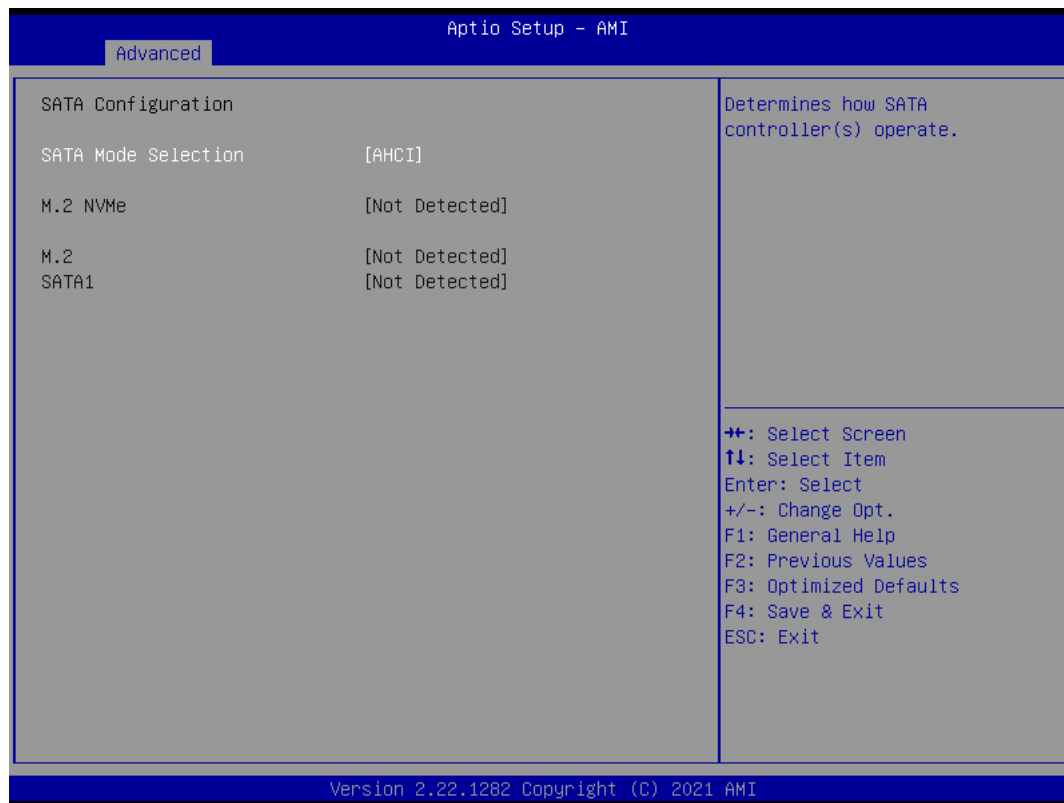 Aptio Setup – AMI
Advanced
SATA Configuration
SATA Mode Selection [AHCI]
M.2 NVMe [Not Detected]
M.2 [Not Detected]
SATA1 [Not Detected]
Determines how SATA
controller(s) operate.
→←: Select Screen
↑↓: Select Item
Enter: Select
+/-: Change Opt.
F1: General Help
F2: Previous Values
F3: Optimized Defaults
F4: Save & Exit
ESC: Exit
Version 2.22.1282 Copyright (C) 2021 AMI